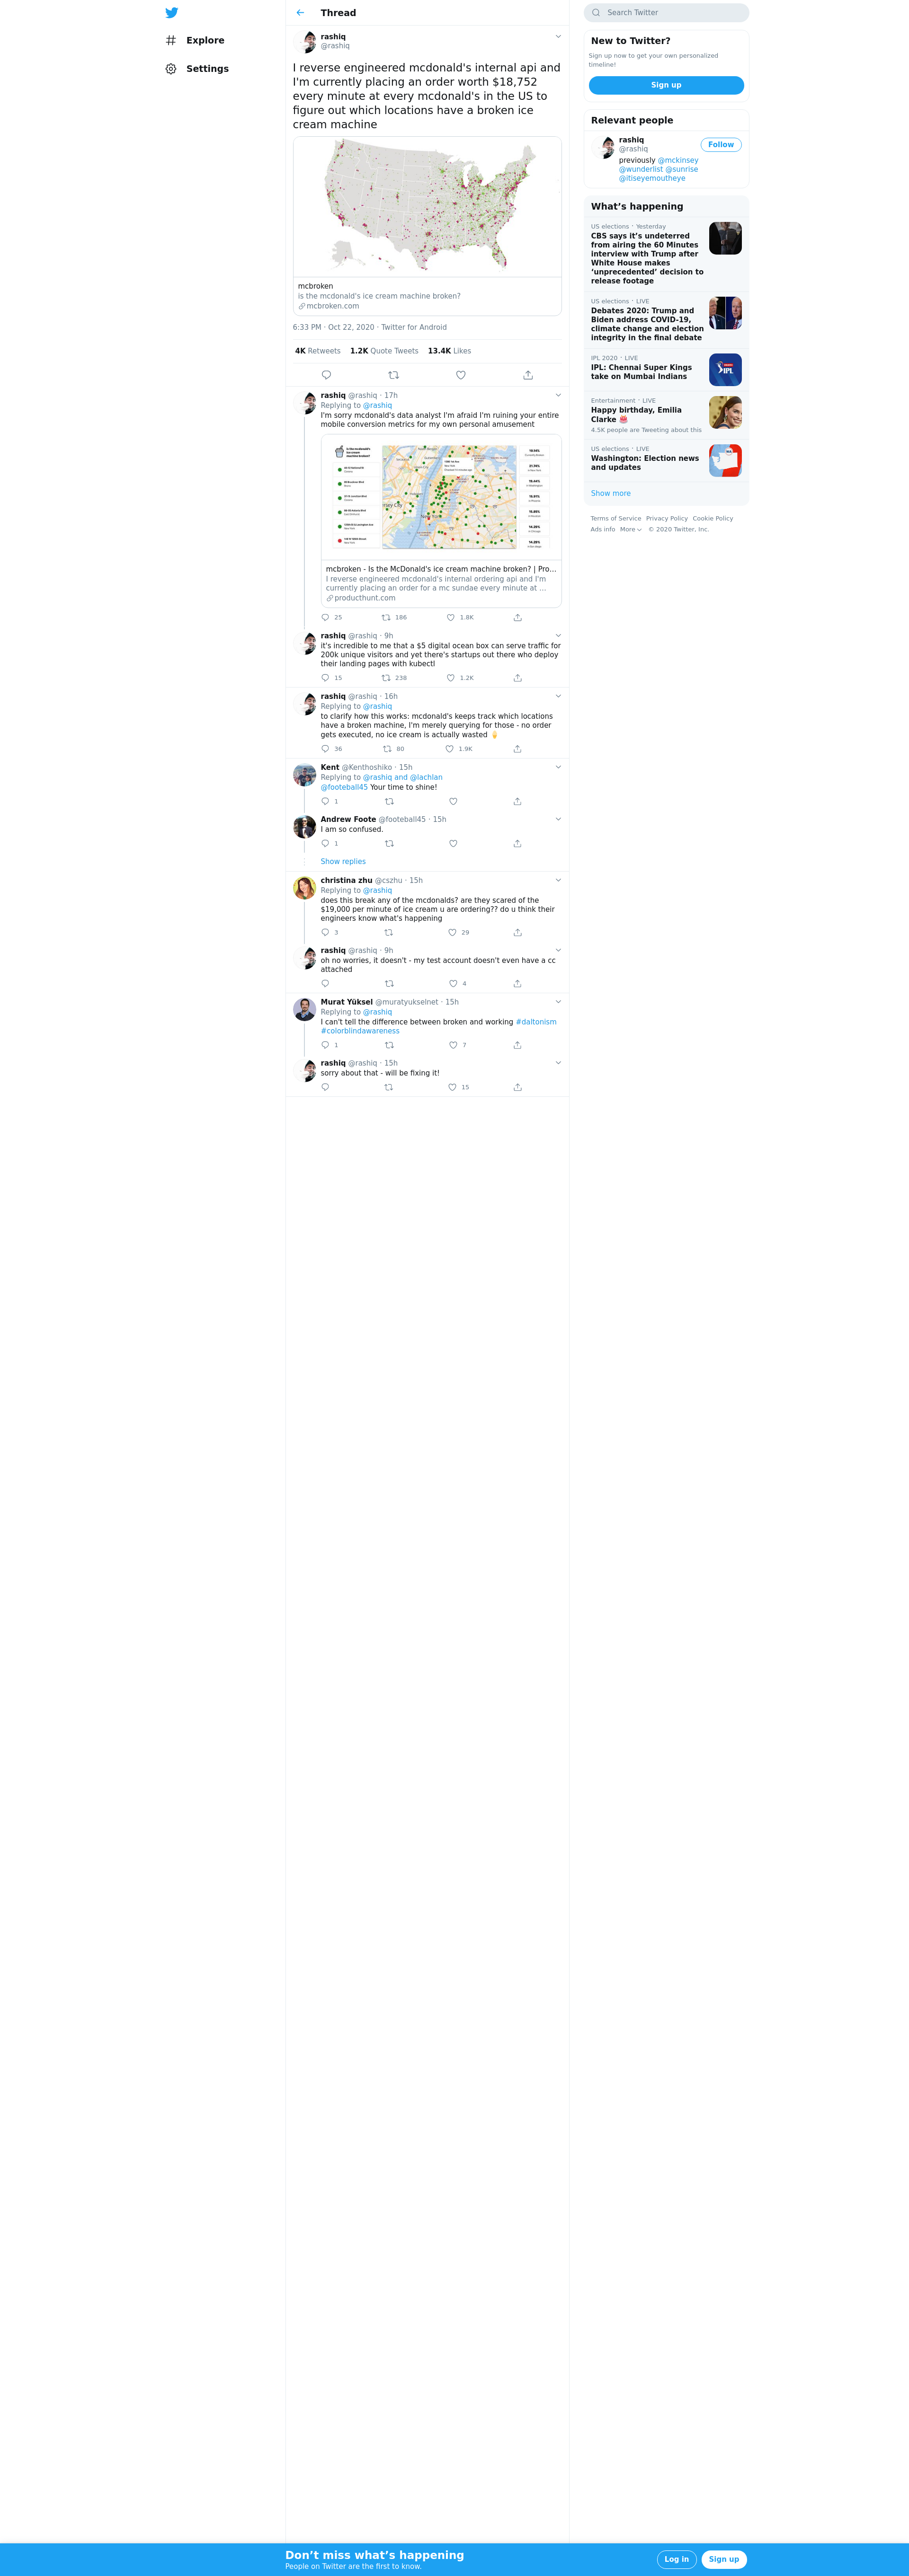 Explore
Settings
Thread
rashiq
@rashiq
I reverse engineered mcdonald's internal api and
I'm currently placing an order worth $18,752
every minute at every mcdonald's in the US to
figure out which locations have a broken ice
cream machine
mcbroken
is the mcdonald's ice cream machine broken?
mcbroken.com
6:33 PM · Oct 22, 2020 · Twitter for Android
4K Retweets 1.2K Quote Tweets 13.4K Likes
rashiq @rashiq · 17h
Replying to @rashiq
I'm sorry mcdonald's data analyst I'm afraid I'm ruining your entire
mobile conversion metrics for my own personal amusement
mcbroken - Is the McDonald's ice cream machine broken? | Pro...
I reverse engineered mcdonald's internal ordering api and I'm
currently placing an order for a mc sundae every minute at ...
producthunt.com
25 186 1.8K
rashiq @rashiq · 9h
it's incredible to me that a $5 digital ocean box can serve traffic for
200k unique visitors and yet there's startups out there who deploy
their landing pages with kubectl
15 238 1.2K
rashiq @rashiq · 16h
Replying to @rashiq
to clarify how this works: mcdonald's keeps track which locations
have a broken machine, I'm merely querying for those - no order
gets executed, no ice cream is actually wasted
36 80 1.9K
Kent @Kenthoshiko · 15h
Replying to @rashiq and @lachlan
@footeball45 Your time to shine!
1
Andrew Foote @footeball45 · 15h
I am so confused.
1
Show replies
christina zhu @cszhu · 15h
Replying to @rashiq
does this break any of the mcdonalds? are they scared of the
$19,000 per minute of ice cream u are ordering?? do u think their
engineers know what's happening
3 29
rashiq @rashiq · 9h
oh no worries, it doesn't - my test account doesn't even have a cc
attached
4
Murat Yüksel @muratyukselnet · 15h
Replying to @rashiq
I can't tell the difference between broken and working #daltonism
#colorblindawareness
1 7
rashiq @rashiq · 15h
sorry about that - will be fixing it!
15
Search Twitter
New to Twitter?
Sign up now to get your own personalized
timeline!
Sign up
Relevant people
rashiq
@rashiq
Follow
previously @mckinsey
@wunderlist @sunrise
@itiseyemoutheye
What's happening
US elections · Yesterday
CBS says it's undeterred
from airing the 60 Minutes
interview with Trump after
White House makes
‘unprecedented’ decision to
release footage
US elections · LIVE
Debates 2020: Trump and
Biden address COVID-19,
climate change and election
integrity in the final debate
IPL 2020 · LIVE
IPL: Chennai Super Kings
take on Mumbai Indians
IPL
Entertainment · LIVE
Happy birthday, Emilia
Clarke
4.5K people are Tweeting about this
US elections · LIVE
Washington: Election news
and updates
Show more
Terms of Service Privacy Policy Cookie Policy
Ads info More © 2020 Twitter, Inc.
Don’t miss what’s happening
People on Twitter are the first to know.
Log in
Sign up